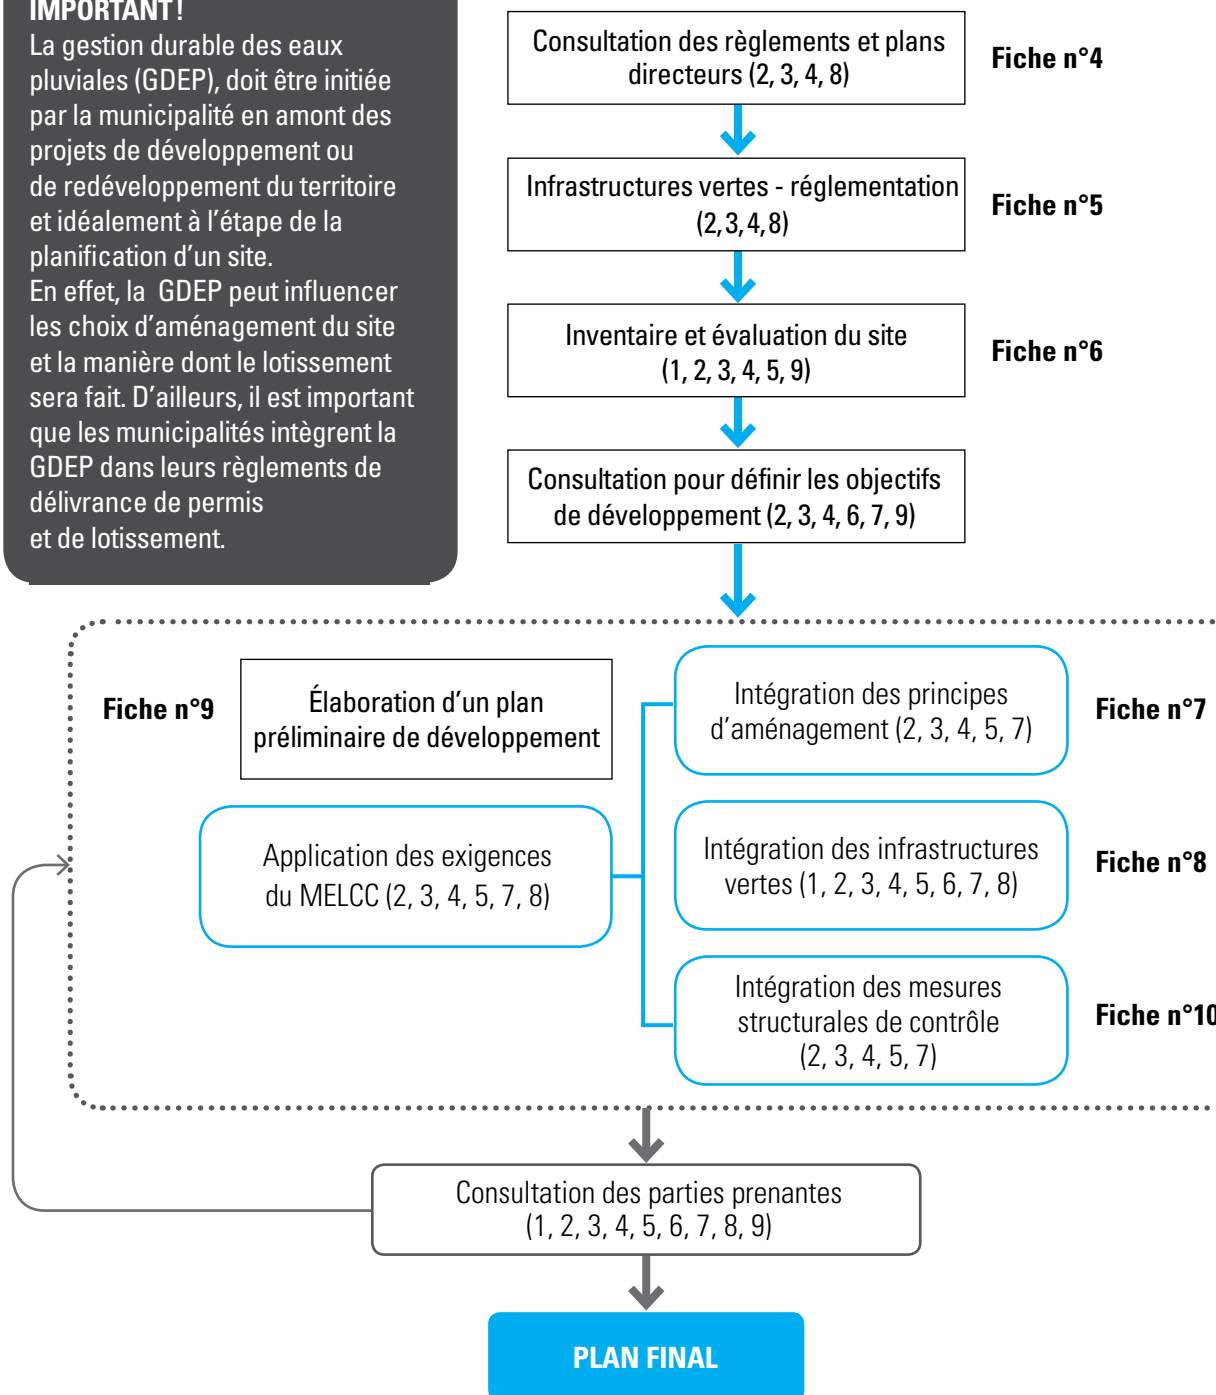 IMPORTANT!
La gestion durable des eaux
pluviales (GDEP), doit être initiée
par la municipalité en amont des
projets de développement ou
de redéveloppement du territoire
et idéalement à l'étape de la
planification d'un site.
En effet, la  GDEP peut influencer
les choix d'aménagement du site
et la manière dont le lotissement
sera fait. D'ailleurs, il est important
que les municipalités intègrent la
GDEP dans leurs règlements de
délivrance de permis
et de lotissement.
Consultation des règlements et plans
directeurs (2, 3, 4, 8)
Fiche n°4
Infrastructures vertes - réglementation
(2, 3, 4, 8)
Fiche n°5
Inventaire et évaluation du site
(1, 2, 3, 4, 5, 9)
Fiche n°6
Consultation pour définir les objectifs
de développement (2, 3, 4, 6, 7, 9)
Fiche n°9
Élaboration d'un plan
préliminaire de développement
Intégration des principes
d'aménagement (2, 3, 4, 5, 7)
Fiche n°7
Application des exigences
du MELCC (2, 3, 4, 5, 7, 8)
Intégration des infrastructures
vertes (1, 2, 3, 4, 5, 6, 7, 8)
Fiche n°8
Intégration des mesures
structurales de contrôle
(2, 3, 4, 5, 7)
Fiche n°10
Consultation des parties prenantes
(1, 2, 3, 4, 5, 6, 7, 8, 9)
PLAN FINAL